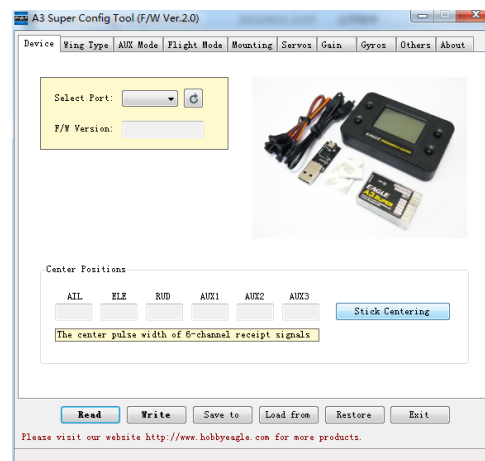 A3 Super Config Tool (F/W Ver.2.0)
Device Wing Type AUX Mode Flight Mode Mounting Servos Gain Gyros Others About
Select Port:
F/W Version:
EAGLE
A3 SUPER
Center Positions
AIL ELE RUD AUX1 AUX2 AUX3
Stick Centering
The center pulse width of 6-channel receipt signals
Read Write Save to Load from Restore Exit
Please visit our website http://www.hobbyeagle.com for more products.